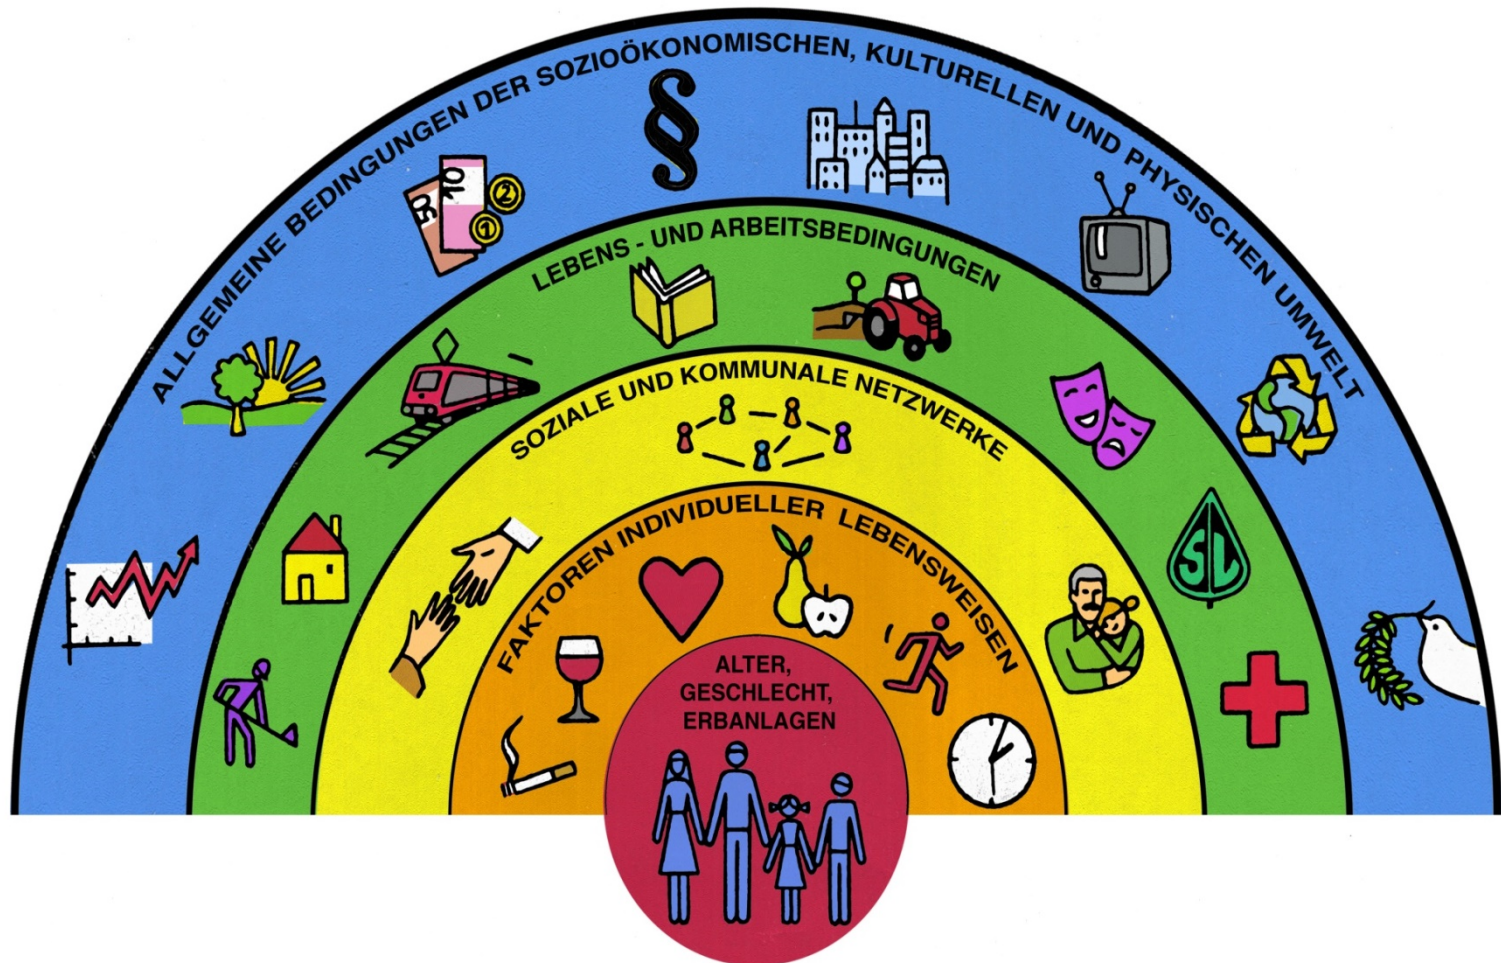 ALLGEMEINE BEDINGUNGEN DER SOZIOÖKONOMISCHEN, KULTURELLEN UND PHYSISCHEN UMWELT
§
50
10
2
1
LEBENS - UND ARBEITSBEDINGUNGEN
SOZIALE UND KOMMUNALE NETZWERKE
FAKTOREN INDIVIDUELLER LEBENSWEISEN
SL
ALTER,
GESCHLECHT,
ERBANLAGEN